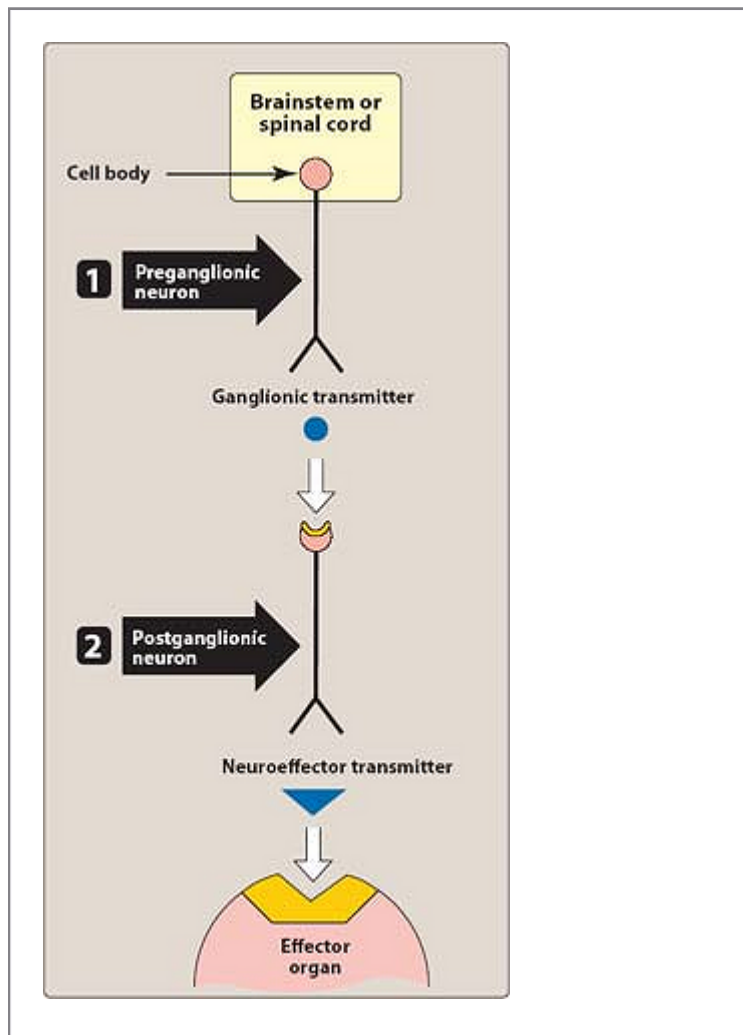 Brainstem or
spinal cord
Cell body
1
Preganglionic
neuron
Ganglionic transmitter
2
Postganglionic
neuron
Neuroeffector transmitter
Effector
organ